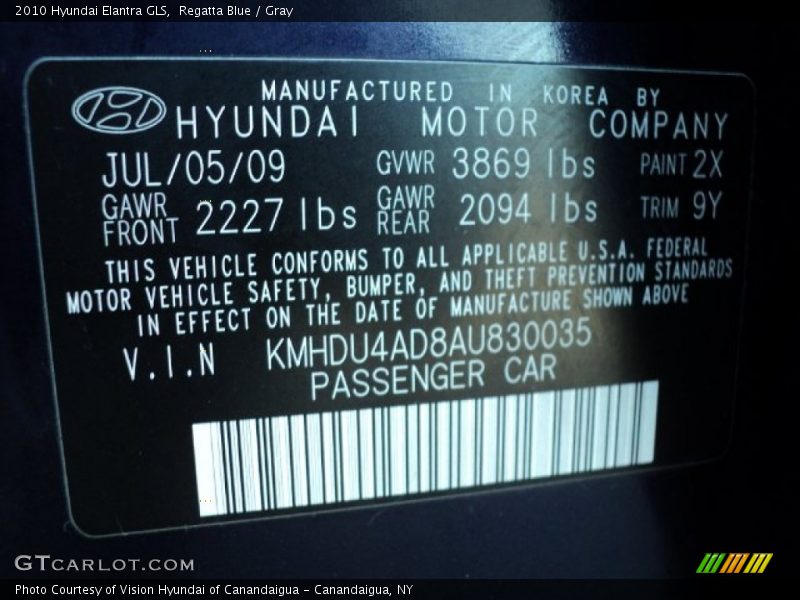 2010 Hyundai Elantra GLS,  Regatta Blue / Gray
MANUFACTURED IN KOREA BY
HYUNDAI MOTOR COMPANY
JUL/05/09 GVWR 3869 lbs PAINT 2X
GAWR FRONT 2227 lbs GAWR REAR 2094 lbs TRIM 9Y
THIS VEHICLE CONFORMS TO ALL APPLICABLE U.S.A. FEDERAL
MOTOR VEHICLE SAFETY, BUMPER, AND THEFT PREVENTION STANDARDS
IN EFFECT ON THE DATE OF MANUFACTURE SHOWN ABOVE
V.I.N KMHDU4AD8AU830035
PASSENGER CAR
GTCARLOT.COM
Photo Courtesy of Vision Hyundai of Canandaigua - Canandaigua, NY